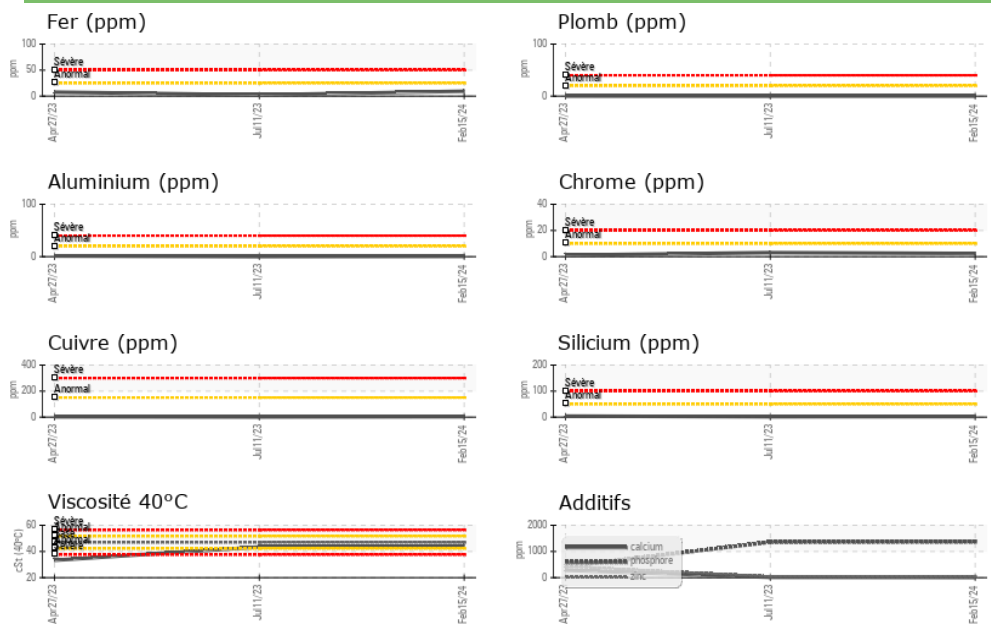 Fer (ppm)
100
50
0
ppm
Sévère
Anormal
Apr27/23
Jul11/23
Feb15/24
Plomb (ppm)
100
0
ppm
Sévère
Anormal
Apr27/23
Jul11/23
Feb15/24
Aluminium (ppm)
100
0
ppm
Sévère
Anormal
Apr27/23
Jul11/23
Feb15/24
Chrome (ppm)
40
20
0
ppm
Sévère
Anormal
Apr27/23
Jul11/23
Feb15/24
Cuivre (ppm)
400
200
0
ppm
Sévère
Anormal
Apr27/23
Jul11/23
Feb15/24
Silicium (ppm)
200
100
0
ppm
Sévère
Anormal
Apr27/23
Jul11/23
Feb15/24
Viscosité 40°C
60
40
20
cSt (40°C)
Sévère
Anormal
Sévère
Apr27/23
Jul11/23
Feb15/24
Additifs
2000
1000
0
ppm
calcium
phosphore
zinc
Apr27/23
Jul11/23
Feb15/24